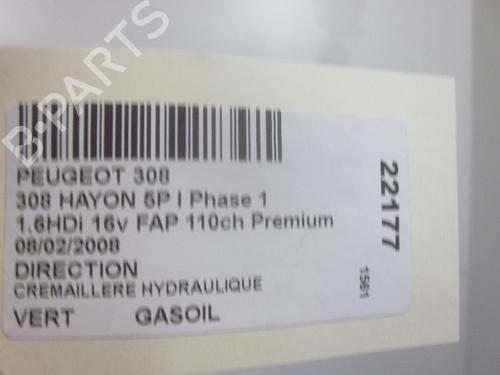 PEUGEOT 308
308 HAYON 5P I Phase 1
1.6HDi 16v FAP 110ch Premium
08/02/2008
DIRECTION
CREMAILLERE HYDRAULIQUE
VERT GASOIL
22177
1561
B-PARTS